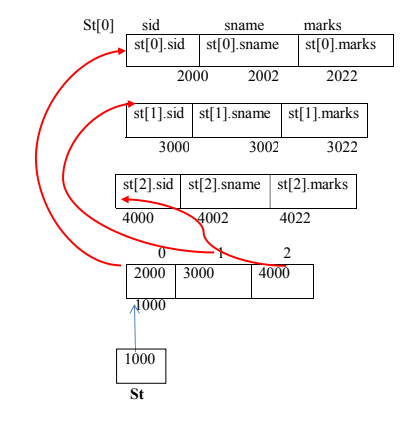 St[0] sid sname marks
st[0].sid st[0].sname st[0].marks
2000 2002 2022
st[1].sid st[1].sname st[1].marks
3000 3002 3022
st[2].sid st[2].sname st[2].marks
4000 4002 4022
0 1 2
2000 3000 4000
1000
1000
St